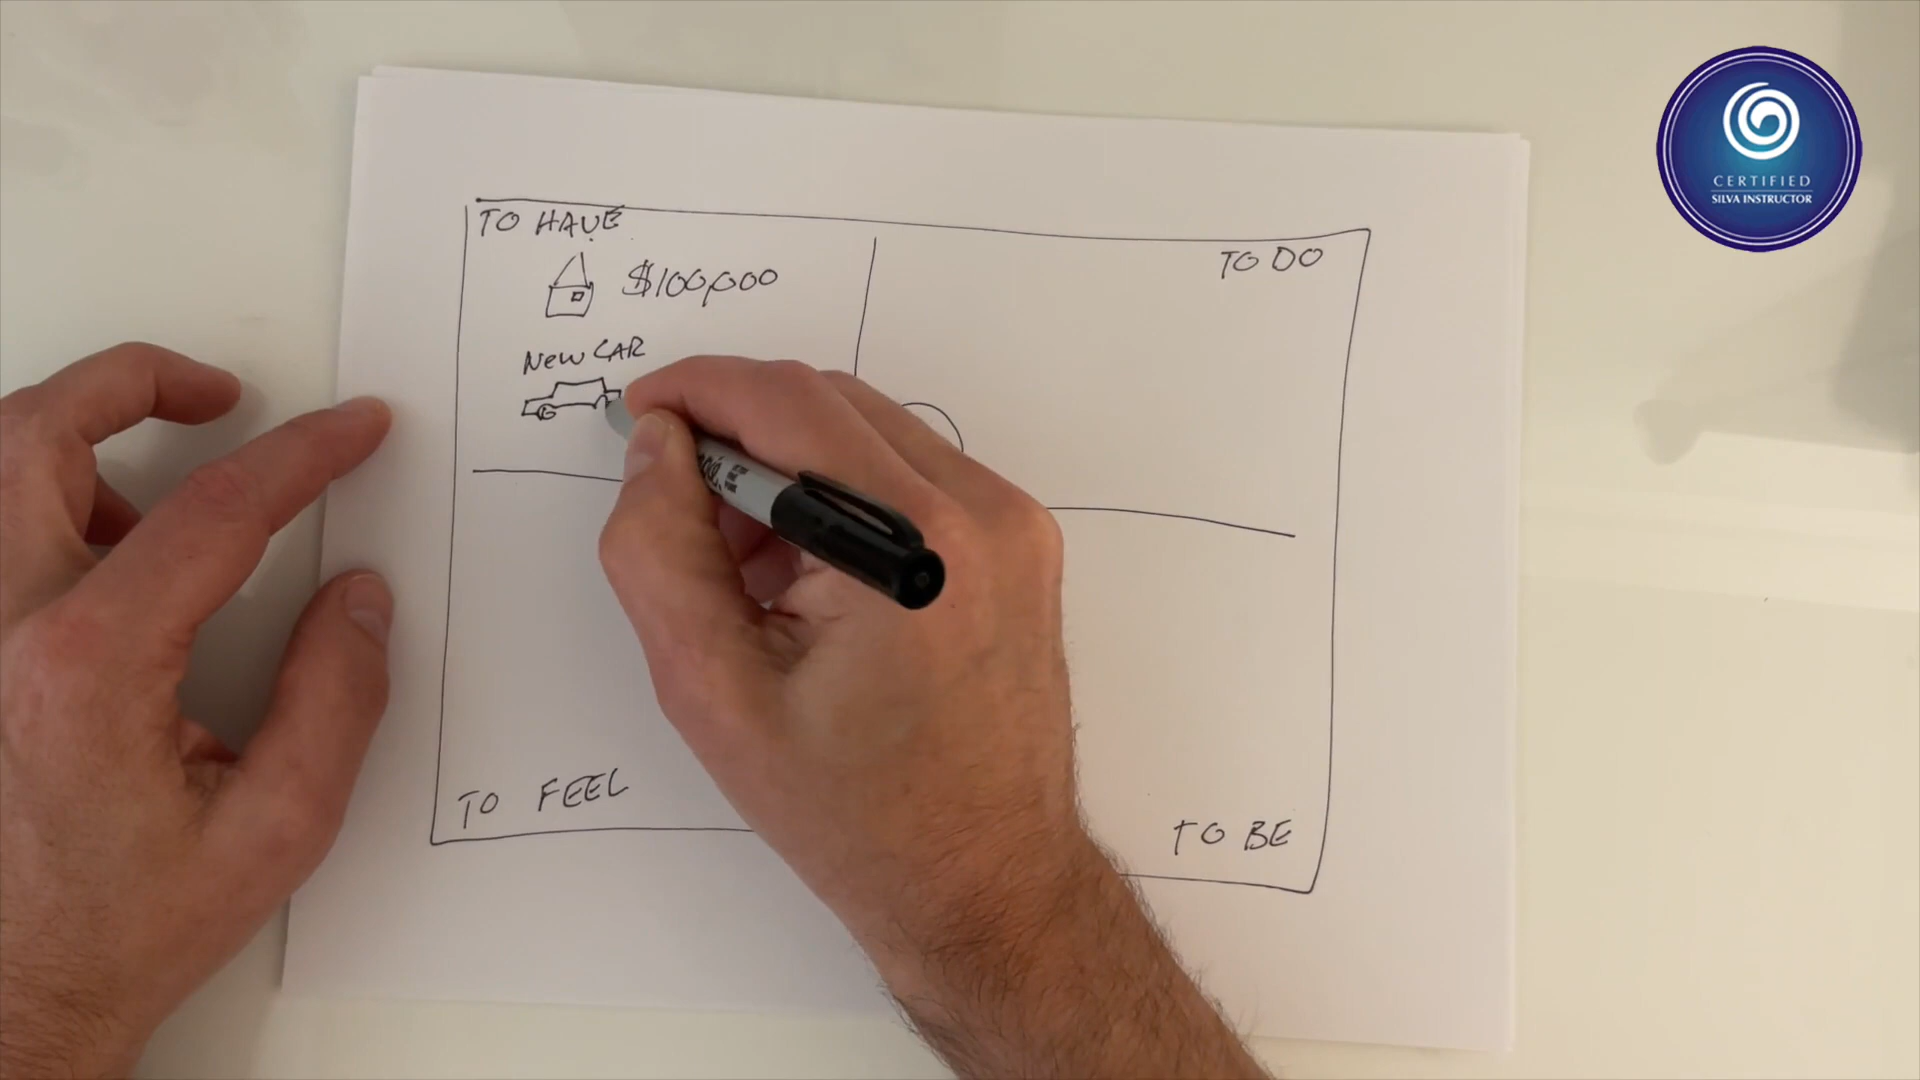 CERTIFIED
SILVA INSTRUCTOR
TO HAVE
TO DO
$100,000
NEW CAR
TO FEEL
TO BE